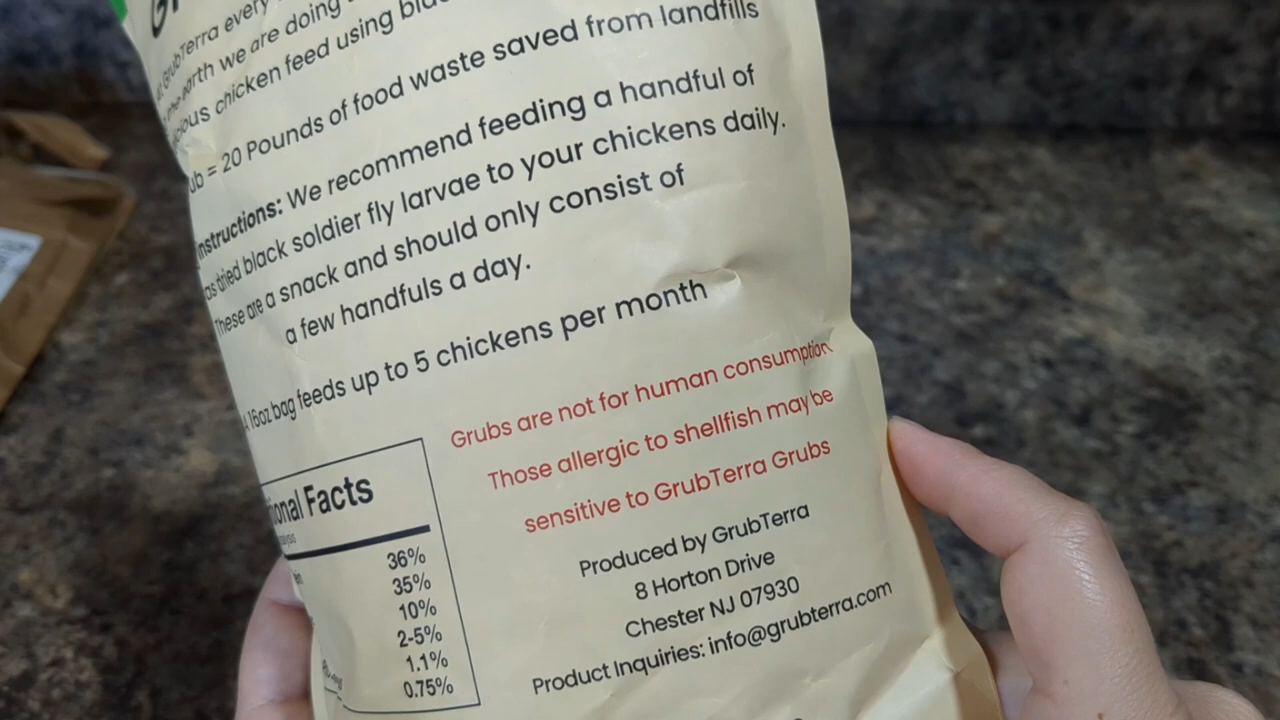 GrubTerra every
the earth we are doing
chicken feed using
= 20 Pounds of food waste saved from landfills
Instructions: We recommend feeding a handful of
dried black soldier fly larvae to your chickens daily.
These are a snack and should only consist of
a few handfuls a day.
A 16oz bag feeds up to 5 chickens per month
Grubs are not for human consumption
Those allergic to shellfish may be
sensitive to GrubTerra Grubs
Produced by GrubTerra
8 Horton Drive
Chester NJ 07930
Product Inquiries: info@grubterra.com
Facts
36%
35%
10%
2-5%
1.1%
0.75%